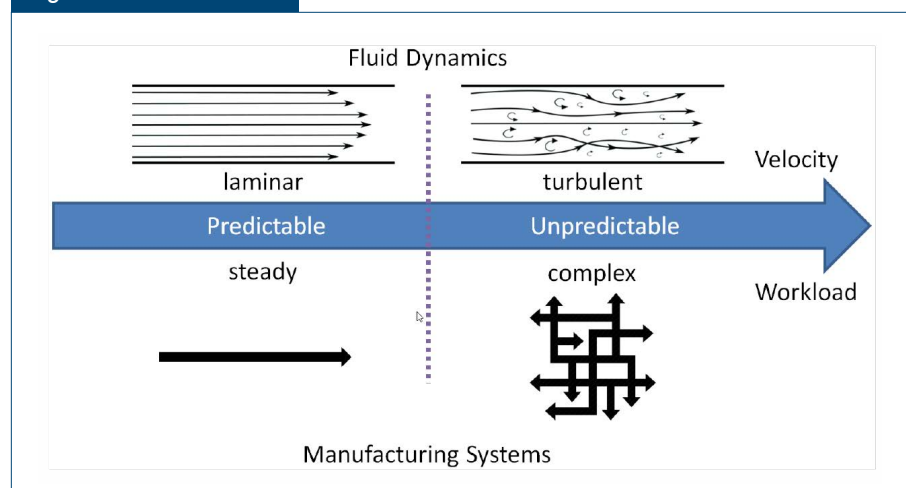 Fluid Dynamics
laminar
turbulent
Velocity
Predictable
Unpredictable
steady
complex
Workload
Manufacturing Systems